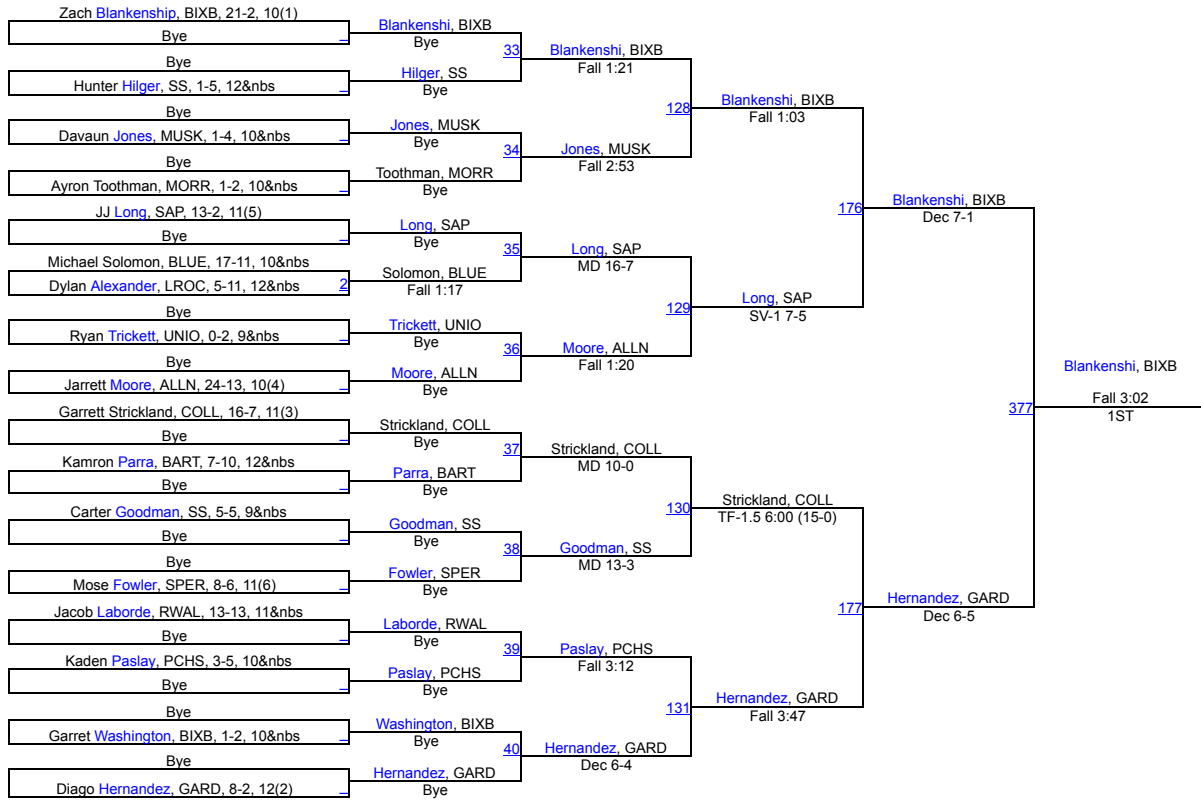 Zach Blankenship, BIXB, 21-2, 10(1)
Bye
Bye
Hunter Hilger, SS, 1-5, 12&nbs
Bye
Davaun Jones, MUSK, 1-4, 10&nbs
Bye
Ayron Toothman, MORR, 1-2, 10&nbs
JJ Long, SAP, 13-2, 11(5)
Bye
Michael Solomon, BLUE, 17-11, 10&nbs
Dylan Alexander, LROC, 5-11, 12&nbs
2
Bye
Ryan Trickett, UNIO, 0-2, 9&nbs
Bye
Jarrett Moore, ALLN, 24-13, 10(4)
Garrett Strickland, COLL, 16-7, 11(3)
Bye
Kamron Parra, BART, 7-10, 12&nbs
Bye
Carter Goodman, SS, 5-5, 9&nbs
Bye
Bye
Mose Fowler, SPER, 8-6, 11(6)
Jacob Laborde, RWAL, 13-13, 11&nbs
Bye
Kaden Paslay, PCHS, 3-5, 10&nbs
Bye
Bye
Garret Washington, BIXB, 1-2, 10&nbs
Bye
Diago Hernandez, GARD, 8-2, 12(2)
Blankenshi, BIXB
Bye
33
Hilger, SS
Bye
Jones, MUSK
Bye
34
Toothman, MORR
Bye
Long, SAP
Bye
35
Solomon, BLUE
Fall 1:17
Trickett, UNIO
Bye
36
Moore, ALLN
Bye
Strickland, COLL
Bye
37
Parra, BART
Bye
Goodman, SS
Bye
38
Fowler, SPER
Bye
Laborde, RWAL
Bye
39
Paslay, PCHS
Bye
Washington, BIXB
Bye
40
Hernandez, GARD
Bye
Blankenshi, BIXB
Fall 1:21
128
Jones, MUSK
Fall 2:53
Long, SAP
MD 16-7
129
Moore, ALLN
Fall 1:20
Strickland, COLL
MD 10-0
130
Goodman, SS
MD 13-3
Paslay, PCHS
Fall 3:12
131
Hernandez, GARD
Dec 6-4
Blankenshi, BIXB
Fall 1:03
176
Long, SAP
SV-1 7-5
Strickland, COLL
TF-1.5 6:00 (15-0)
177
Hernandez, GARD
Fall 3:47
Blankenshi, BIXB
Dec 7-1
377
Hernandez, GARD
Dec 6-5
Blankenshi, BIXB
Fall 3:02
1ST